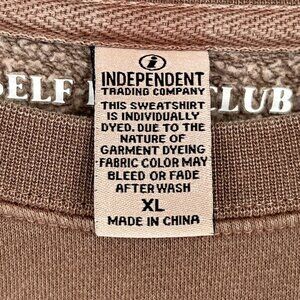 INDEPENDENT
TRADING COMPANY
THIS SWEATSHIRT
IS INDIVIDUALLY
DYED. DUE TO THE
NATURE OF
GARMENT DYEING
FABRIC COLOR MAY
BLEED OR FADE
AFTER WASH
XL
MADE IN CHINA
SELF CLUB